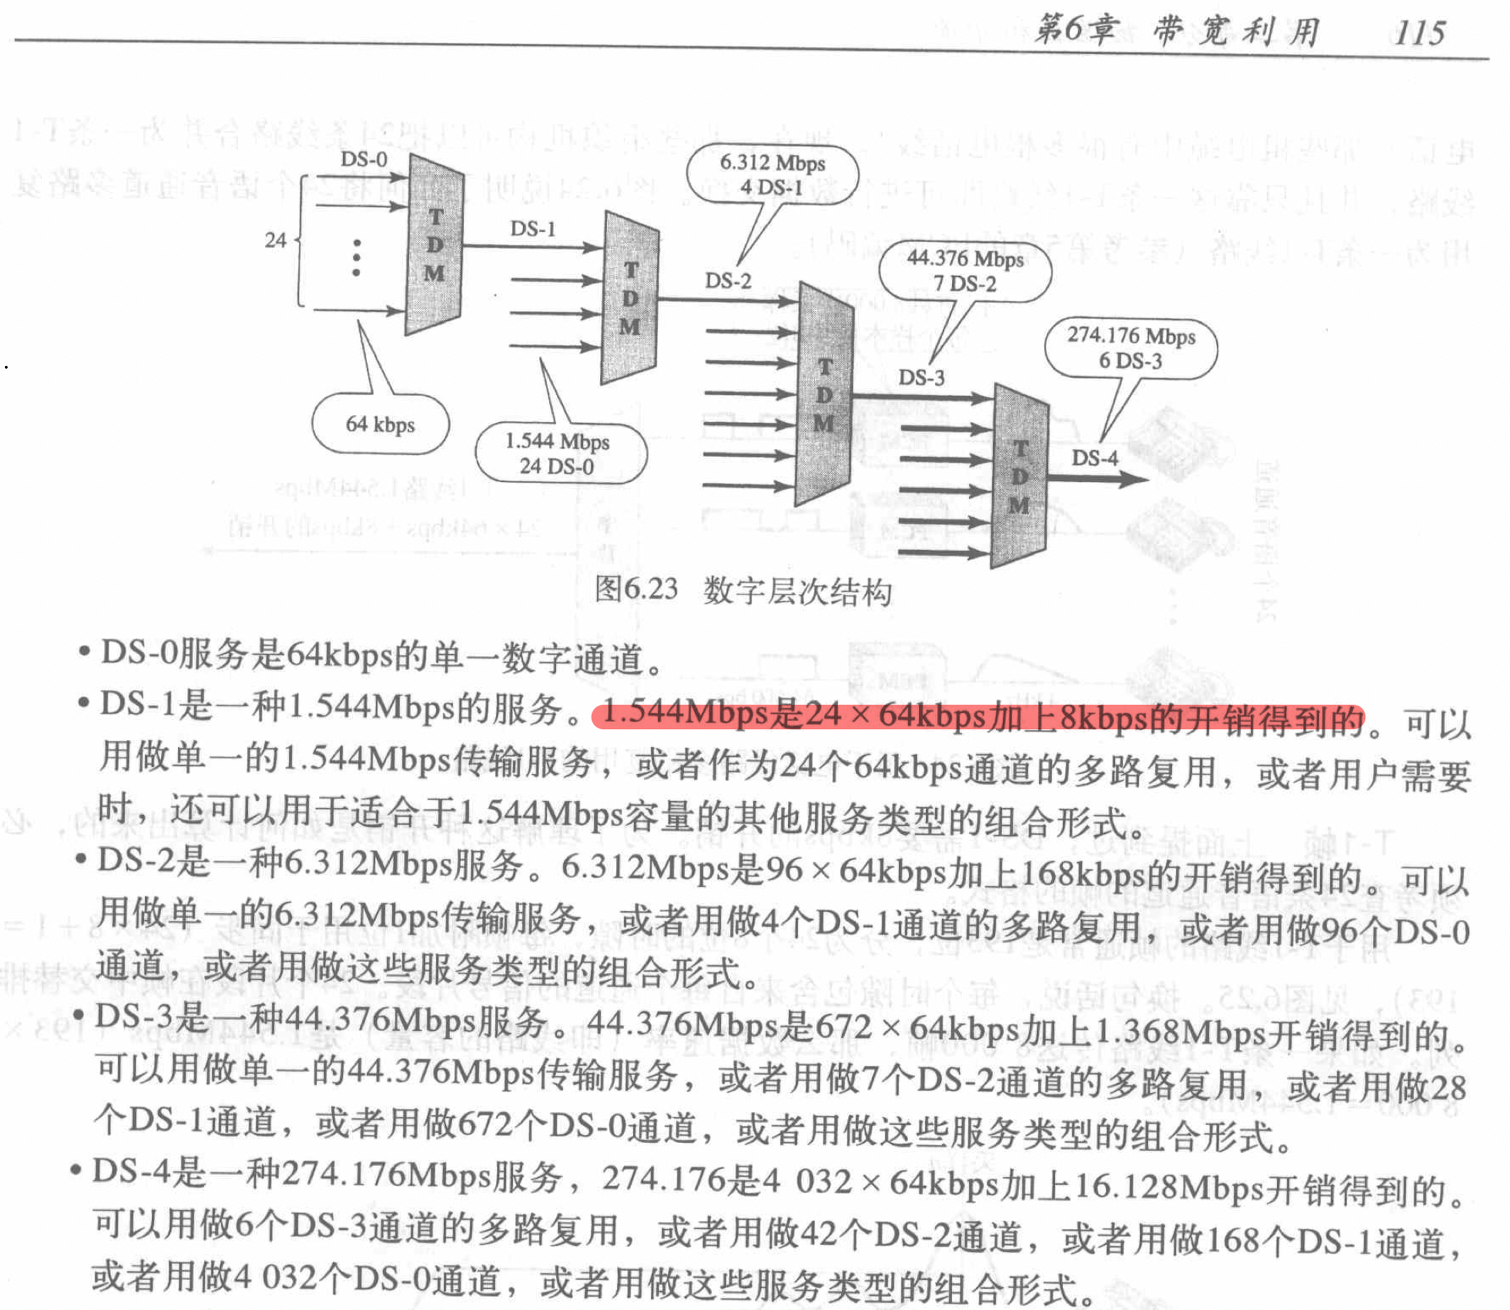 第6章 带宽利用 115
DS-0
24
TDM
64 kbps
DS-1
TDM
1.544 Mbps
24 DS-0
6.312 Mbps
4 DS-1
DS-2
TDM
44.376 Mbps
7 DS-2
DS-3
TDM
274.176 Mbps
6 DS-3
DS-4
图6.23 数字层次结构
• DS-0服务是64kbps的单一数字通道。
• DS-1是一种1.544Mbps的服务。1.544Mbps是24×64kbps加上8kbps的开销得到的。可以
用做单一的1.544Mbps传输服务，或者作为24个64kbps通道的多路复用，或者用户需要
时，还可以用于适合于1.544Mbps容量的其他服务类型的组合形式。
• DS-2是一种6.312Mbps服务。6.312Mbps是96×64kbps加上168kbps的开销得到的，可以
用做单一的6.312Mbps传输服务，或者用做4个DS-1通道的多路复用，或者用做96个DS-0
通道，或者用做这些服务类型的组合形式。
• DS-3是一种44.376Mbps服务，44.376Mbps是672×64kbps加上1.368Mbps开销得到的。
可以用做单一的44.376Mbps传输服务，或者用做7个DS-2通道的多路复用，或者用做28
个DS-1通道，或者用做672个DS-0通道，或者用做这些服务类型的组合形式。
• DS-4是一种274.176Mbps服务，274.176是4 032×64kbps加上16.128Mbps开销得到的。
可以用做6个DS-3通道的多路复用，或者用做42个DS-2通道，或者用做168个DS-1通道，
或者用做4 032个DS-0通道，或者用做这些服务类型的组合形式。